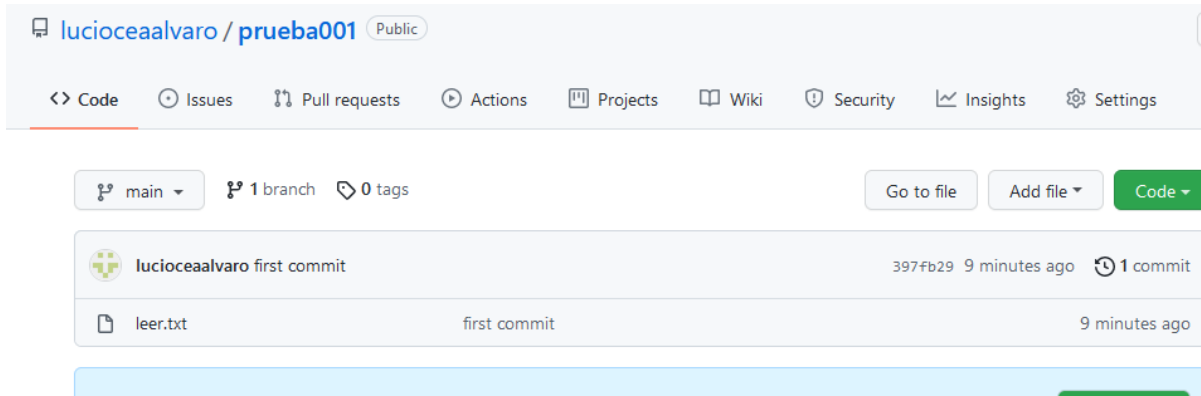 lucioceaalvaro / prueba001 Public
Code Issues Pull requests Actions Projects Wiki Security Insights Settings
main 1 branch 0 tags Go to file Add file Code
lucioceaalvaro first commit 397fb29 9 minutes ago 1 commit
leer.txt first commit 9 minutes ago